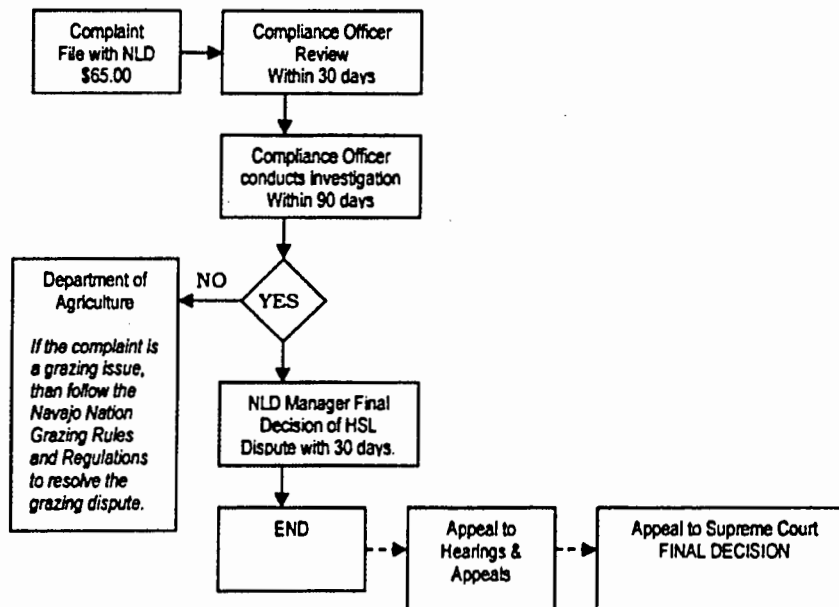 Complaint
File with NLD
$65.00
Compliance Officer
Review
Within 30 days
Compliance Officer
conducts investigation
Within 90 days
Department of
Agriculture
If the complaint is
a grazing issue,
than follow the
Navajo Nation
Grazing Rules
and Regulations
to resolve the
grazing dispute.
NO
YES
NLD Manager Final
Decision of HSL
Dispute with 30 days.
END
Appeal to
Hearings &
Appeals
Appeal to Supreme Court
FINAL DECISION